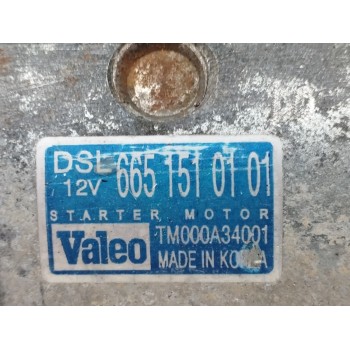 DSL 665 151 01 01
12V
STARTER MOTOR
Valeo TM000A34001
MADE IN KOREA